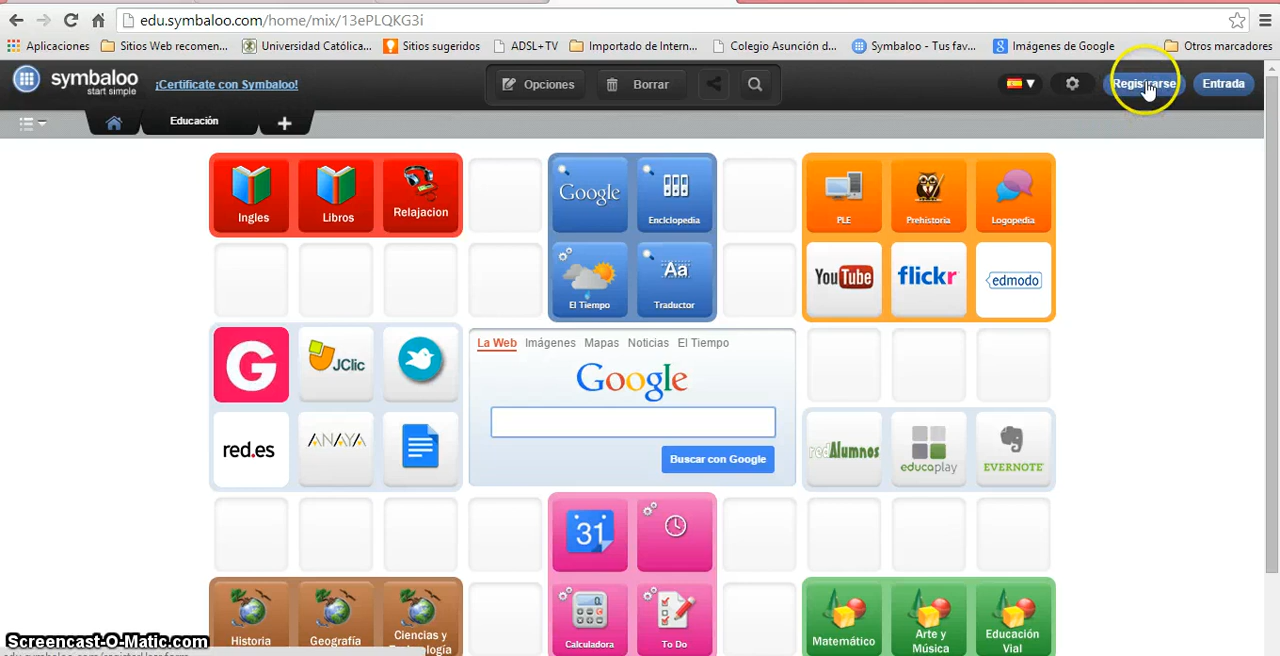 edu.symbaloo.com/home/mix/13ePLQKG3i
Aplicaciones Sitios Web recomen... Universidad Católica... Sitios sugeridos ADSL+TV Importado de Intern... Colegio Asunción d... Symbaloo - Tus fav... Imágenes de Google Otros marcadores
symbaloo
start simple
¡Certificate con Symbaloo!
Opciones Borrar
Registrarse Entrada
Educación +
Ingles Libros Relajacion
Google Enciclopedia
PLE Prehistoria Logopedia
El Tiempo Aa Traductor
YouTube flickr edmodo
G JClic
La Web Imágenes Mapas Noticias El Tiempo
Google
red.es ANAYA
Buscar con Google
redAlumnos educaplay EVERNOTE
31
Historia Geografía Ciencias y
Calculadora To Do
Matemático Arte y Música Educación Vial
Screencast-O-Matic.com